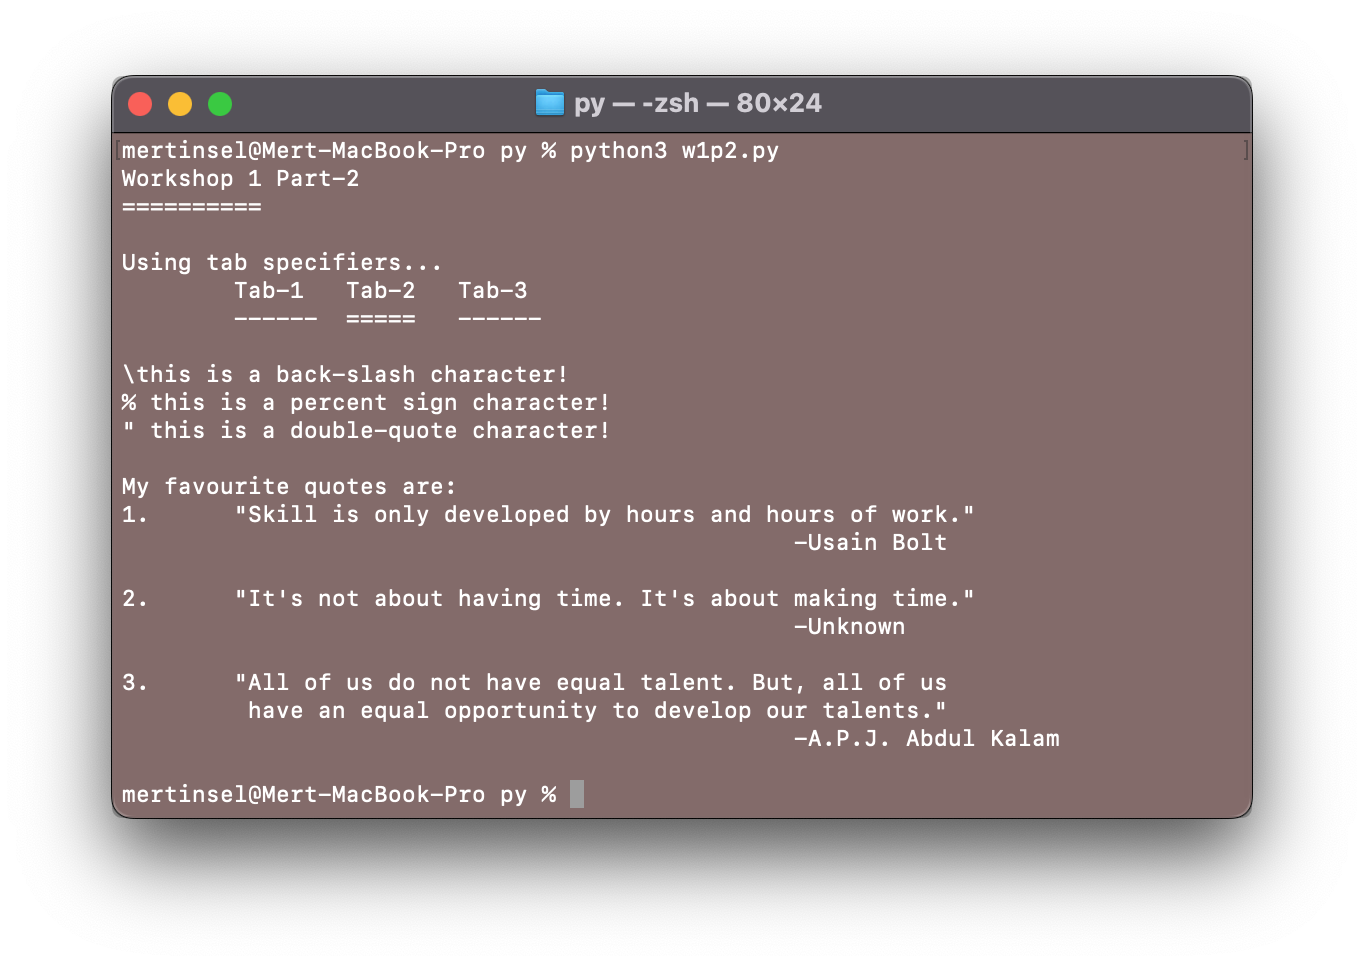 py — -zsh — 80×24
mertinsel@Mert-MacBook-Pro py % python3 w1p2.py
Workshop 1 Part-2
==========
Using tab specifiers...
Tab-1 Tab-2 Tab-3
------ ===== ------
\this is a back-slash character!
% this is a percent sign character!
" this is a double-quote character!
My favourite quotes are:
1. "Skill is only developed by hours and hours of work."
-Usain Bolt
2. "It's not about having time. It's about making time."
-Unknown
3. "All of us do not have equal talent. But, all of us
have an equal opportunity to develop our talents."
-A.P.J. Abdul Kalam
mertinsel@Mert-MacBook-Pro py %